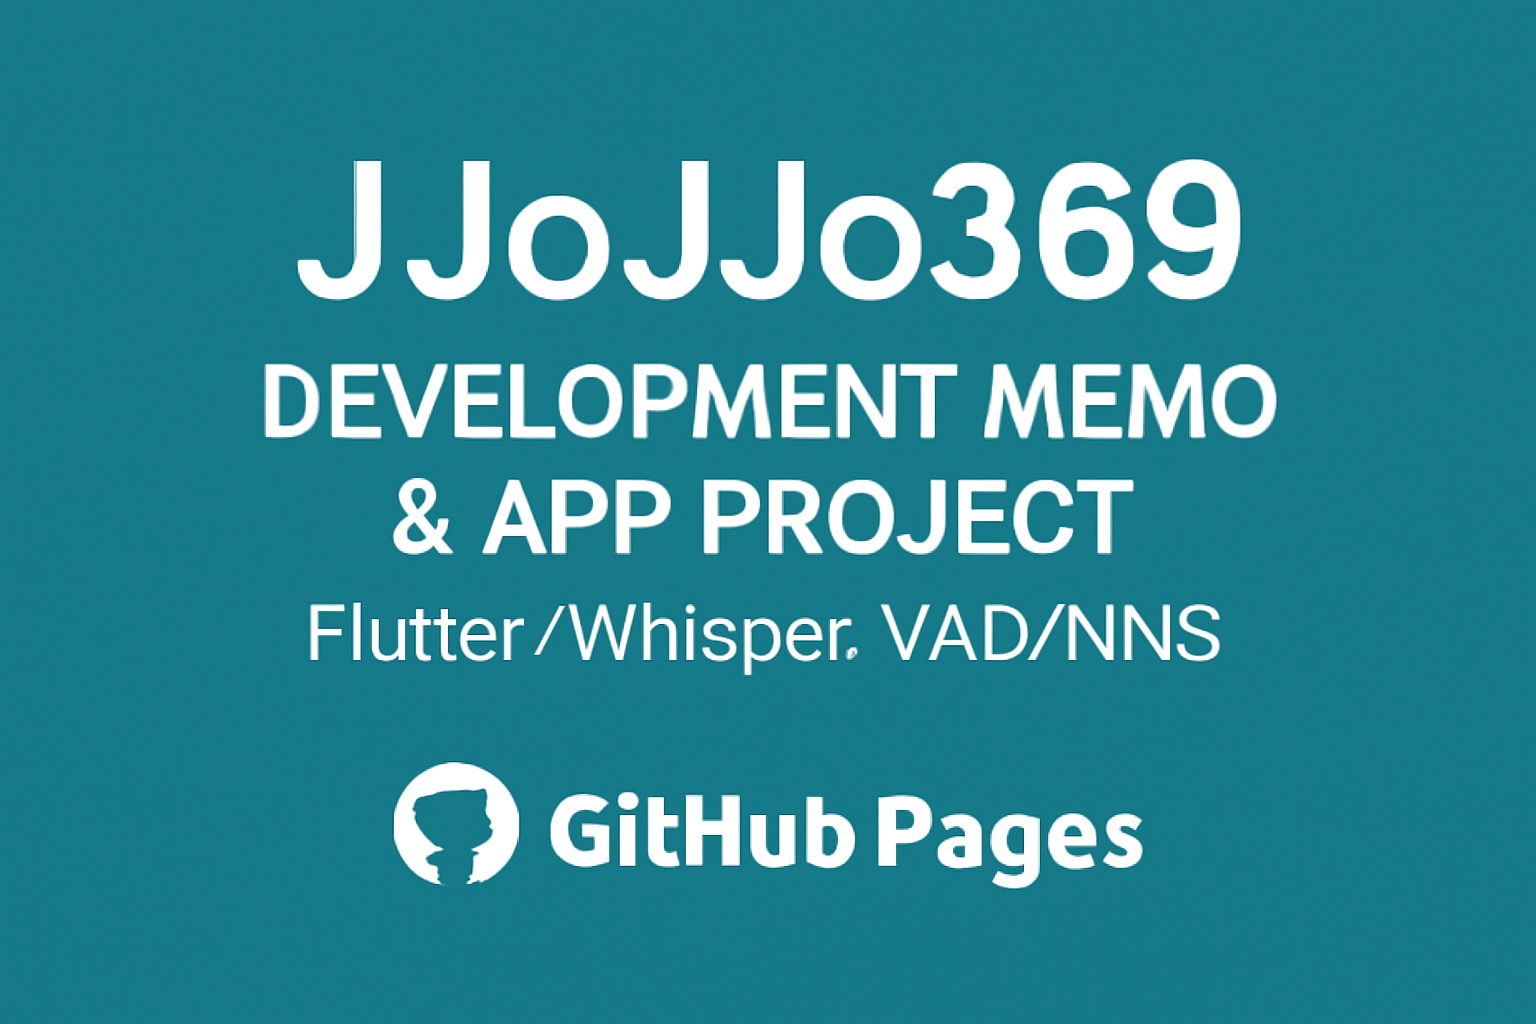 JJoJJo369
DEVELOPMENT MEMO
& APP PROJECT
Flutter/Whisper, VAD/NNS
GitHub Pages